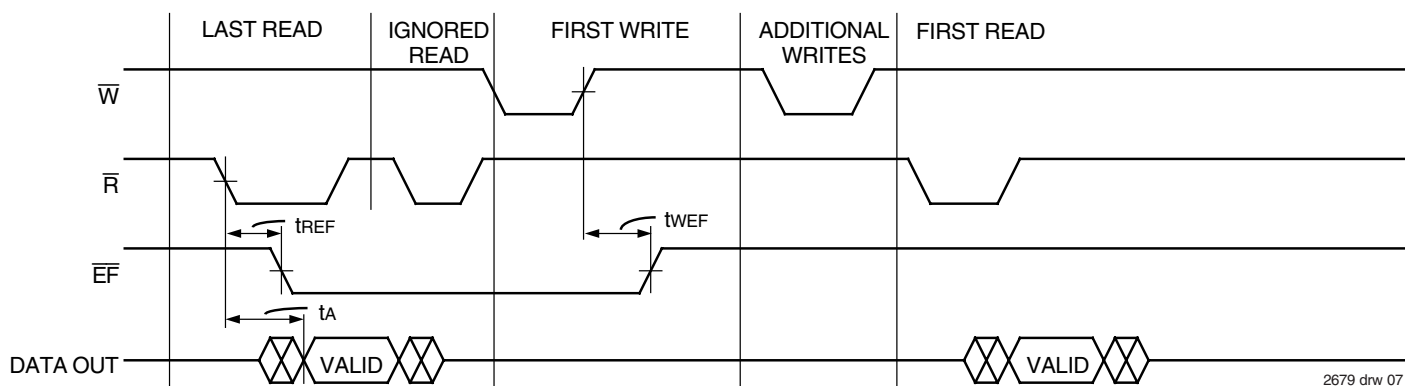 LAST READ
IGNORED
READ
FIRST WRITE
ADDITIONAL
WRITES
FIRST READ
W̅
R̅
tREF
tWEF
E̅F̅
tA
DATA OUT
VALID
VALID
2679 drw 07